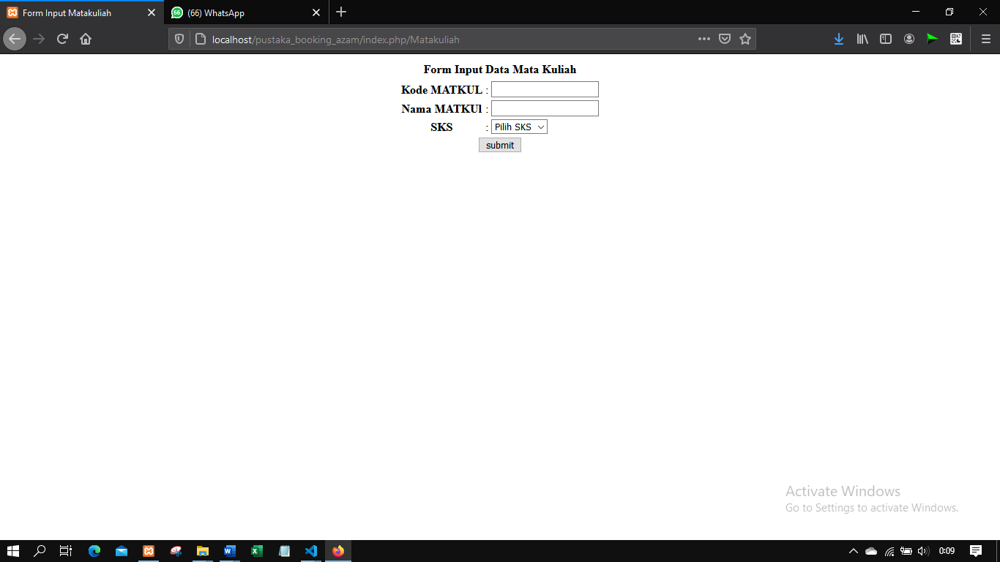 Form Input Matakuliah
66
(66) WhatsApp
localhost/pustaka_booking_azam/index.php/Matakuliah
Form Input Data Mata Kuliah
Kode MATKUL :
Nama MATKUl :
SKS : Pilih SKS
submit
Activate Windows
Go to Settings to activate Windows.
0:09